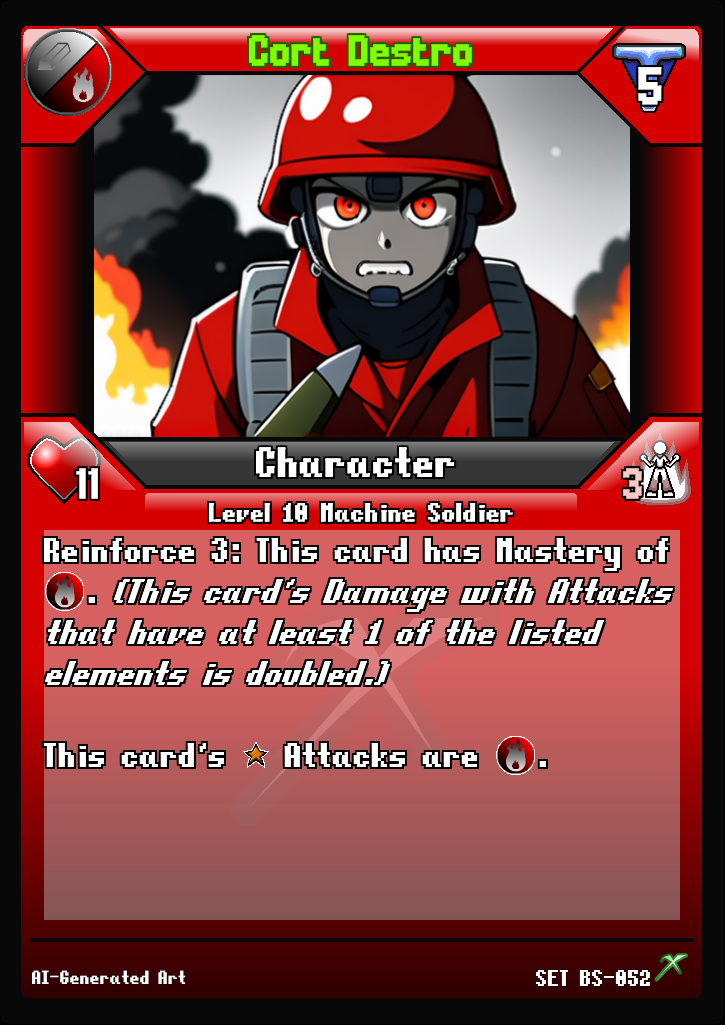 Cort Destro
5
Character
11
3
Level 10 Machine Soldier
Reinforce 3: This card has Mastery of
. (This card's Damage with Attacks
that have at least 1 of the listed
elements is doubled.)
This card's Attacks are .
AI-Generated Art
SET BS-052